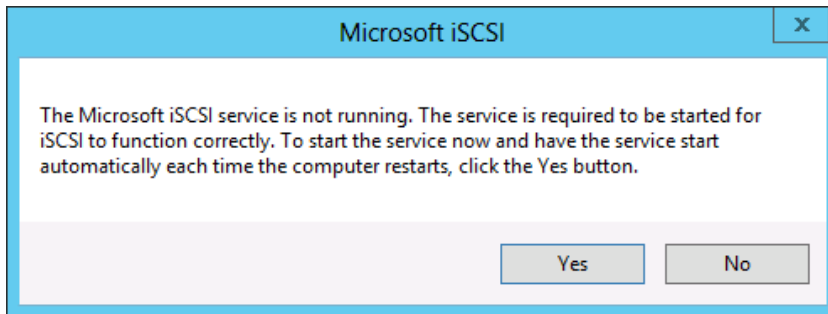 Microsoft iSCSI
x
The Microsoft iSCSI service is not running. The service is required to be started for
iSCSI to function correctly. To start the service now and have the service start
automatically each time the computer restarts, click the Yes button.
Yes No